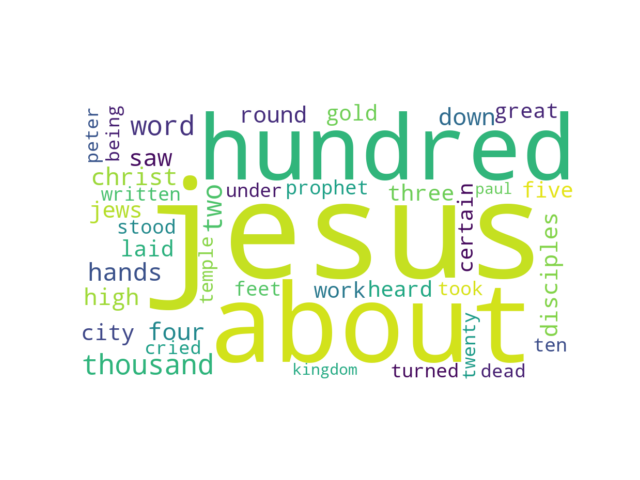 peter
being
word
round
gold
down
great
hundred
saw
christ
written
jews
two
under
prophet
three
certain
paul
five
stood
laid
jesus
disciples
hands
temple
high
feet
work
heard
took
about
city
four
cried
twenty
ten
thousand
kingdom
turned
dead